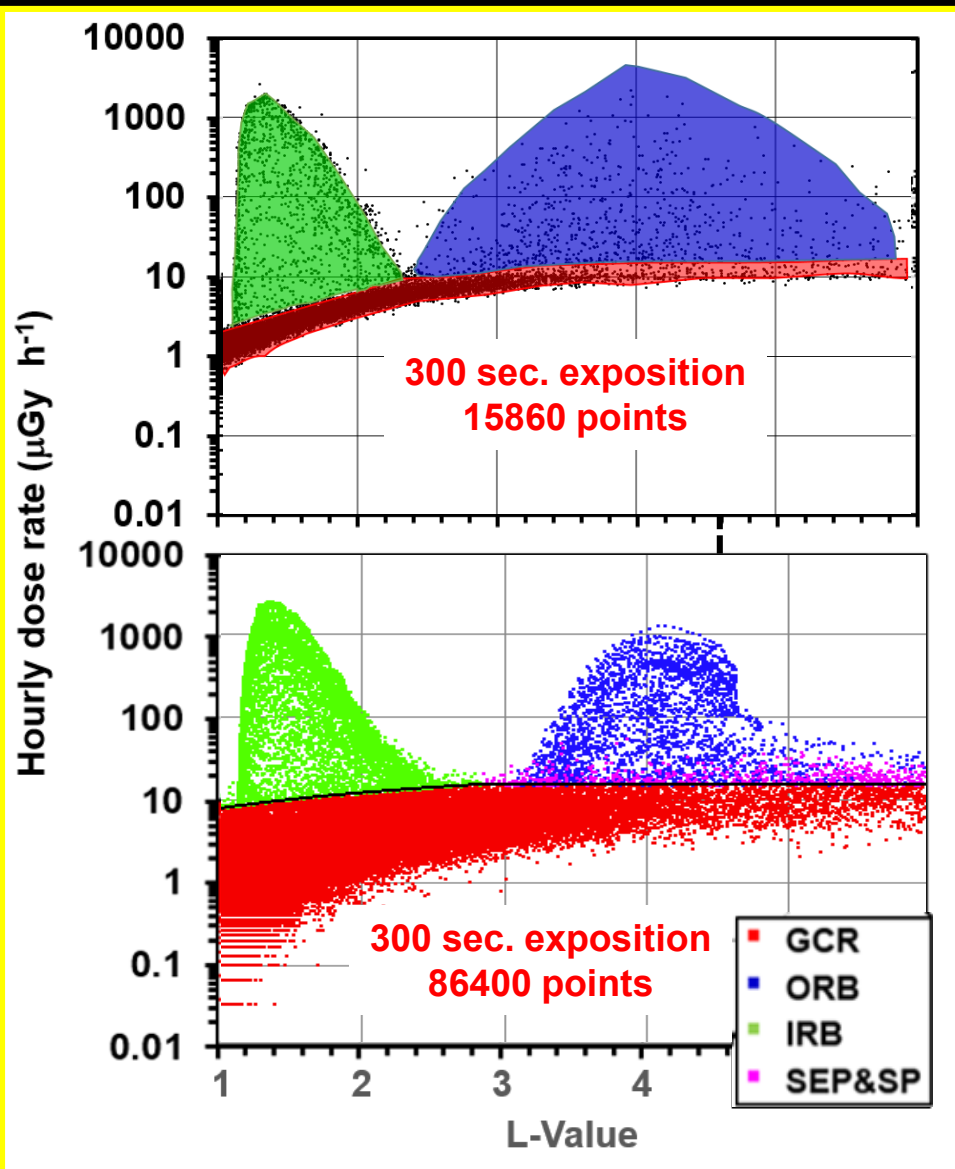 Hourly dose rate (μGy h-1)
10000
1000
100
10
1
0.1
0.01
300 sec. exposition
15860 points
10000
1000
100
10
1
0.1
0.01
300 sec. exposition
86400 points
GCR
ORB
IRB
SEP&SP
1 2 3 4
L-Value